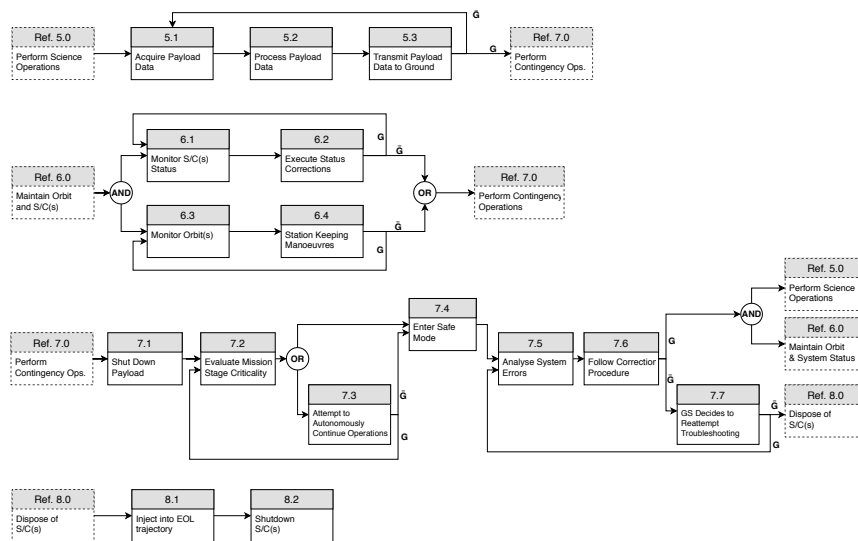 Ḡ
Ref. 5.0
Perform Science
Operations
5.1
Acquire Payload
Data
5.2
Process Payload
Data
5.3
Transmit Payload
Data to Ground
G
Ref. 7.0
Perform
Contingency Ops.
Ref. 6.0
Maintain Orbit
and S/C(s)
AND
6.1
Monitor S/C(s)
Status
6.2
Execute Status
Corrections
G
Ḡ
6.3
Monitor Orbit(s)
6.4
Station Keeping
Manoeuvres
Ḡ
G
OR
Ref. 7.0
Perform Contingency
Operations
Ref. 7.0
Perform
Contingency Ops.
7.1
Shut Down
Payload
7.2
Evaluate Mission
Stage Criticality
OR
7.3
Attempt to
Autonomously
Continue Operations
Ḡ
G
7.4
Enter Safe
Mode
7.5
Analyse System
Errors
7.6
Follow Correctior
Procedure
G
Ḡ
AND
Ref. 5.0
Perform Science
Operations
Ref. 6.0
Maintain Orbit
& System Status
7.7
GS Decides to
Reattempt
Troubleshooting
Ḡ
G
Ref. 8.0
Dispose of
S/C(s)
Ref. 8.0
Dispose of
S/C(s)
8.1
Inject into EOL
trajectory
8.2
Shutdown
S/C(s)